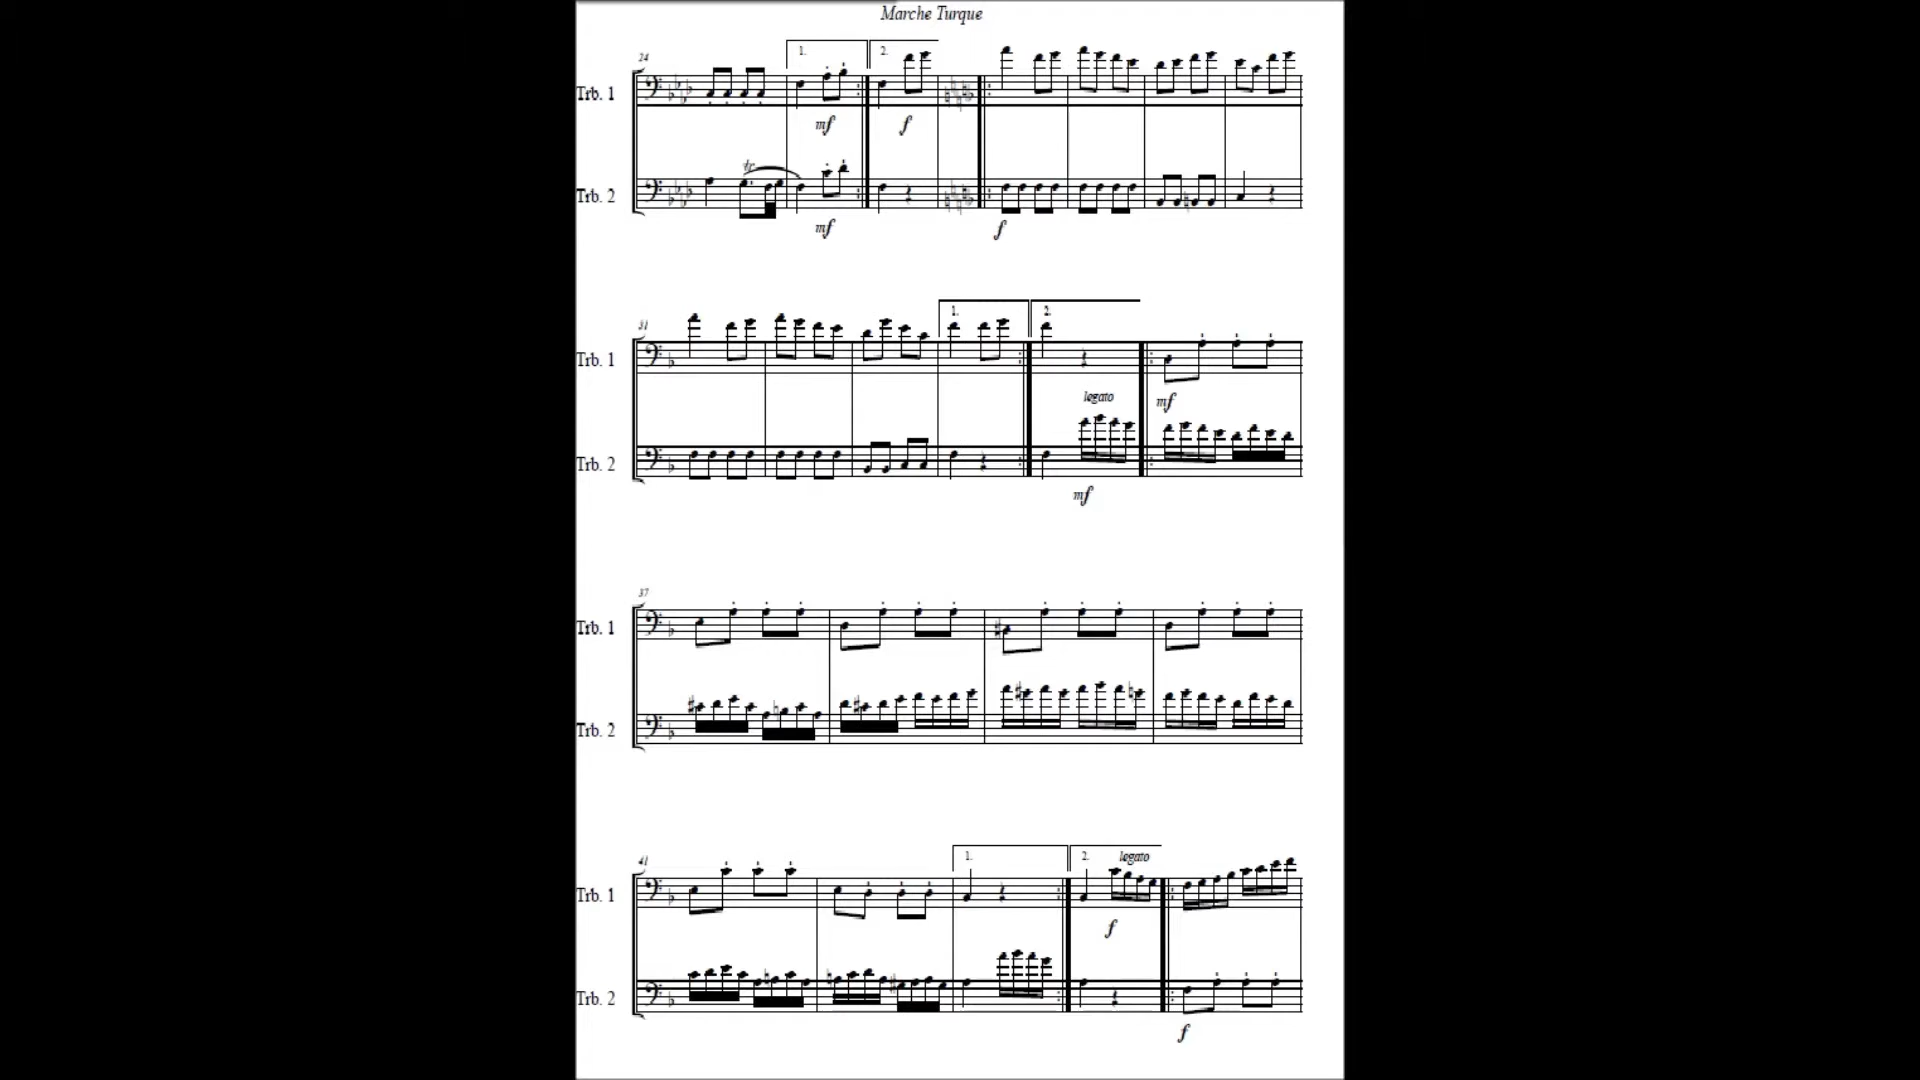 Marche Turque
24
1.
2.
Trb. 1
mf
f
tr
Trb. 2
mf
f
31
1.
2.
Trb. 1
legato
mf
Trb. 2
mf
37
Trb. 1
Trb. 2
41
1.
2.
legato
Trb. 1
f
Trb. 2
f